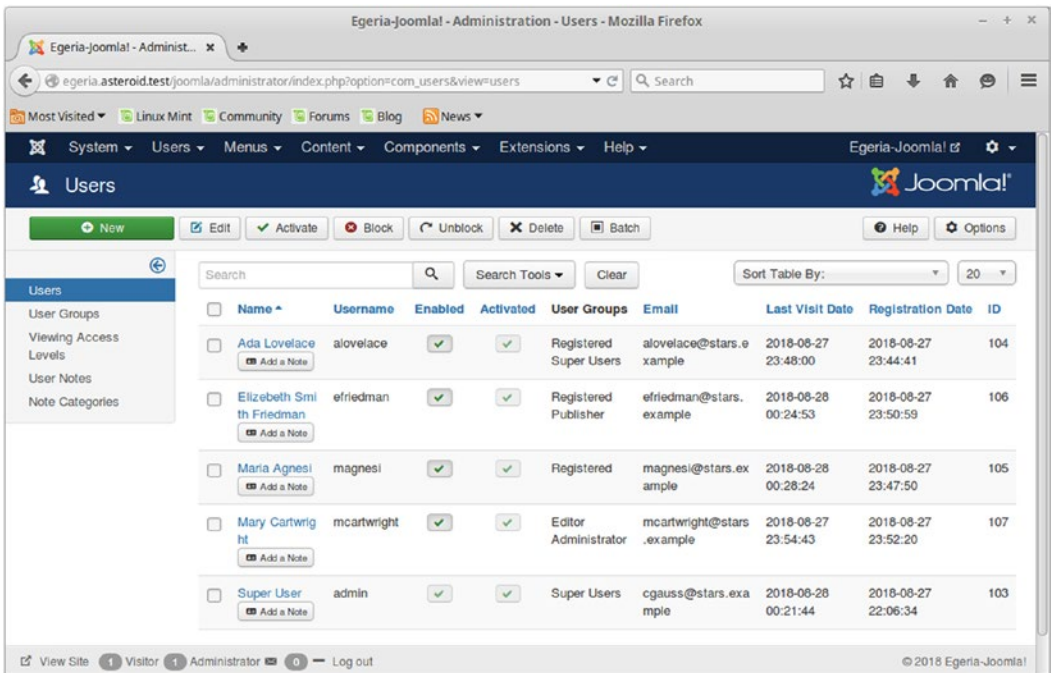 Egeria-Joomla! - Administration - Users - Mozilla Firefox
Egeria-Joomla! - Administ...
egeria.asteroid.test/joomla/administrator/index.php?option=com_users&view=users
Search
Most Visited
Linux Mint
Community
Forums
Blog
News
System Users Menus Content Components Extensions Help
Egeria-Joomla!
Users
Joomla!
New
Edit
Activate
Block
Unblock
Delete
Batch
Help
Options
Users
User Groups
Viewing Access
Levels
User Notes
Note Categories
Search
Search Tools
Clear
Sort Table By:
20
Name Username Enabled Activated User Groups Email Last Visit Date Registration Date ID
Ada Lovelace alovelace Registered alovelace@stars.e 2018-08-27 2018-08-27 104
Add a Note Super Users xample 23:48:00 23:44:41
Elizebeth Smi efriedman Registered efriedman@stars. 2018-08-28 2018-08-27 106
th Friedman Publisher example 00:24:53 23:50:59
Add a Note
Maria Agnesi magnesi Registered magnesi@stars.ex 2018-08-28 2018-08-27 105
Add a Note ample 00:28:24 23:47:50
Mary Cartwrig mcartwright Editor mcartwright@stars 2018-08-27 2018-08-27 107
ht Administrator .example 23:54:43 23:52:20
Add a Note
Super User admin Super Users cgauss@stars.exa 2018-08-28 2018-08-27 103
Add a Note mple 00:21:44 22:06:34
View Site 1 Visitor 1 Administrator 0 Log out
© 2018 Egeria-Joomla!